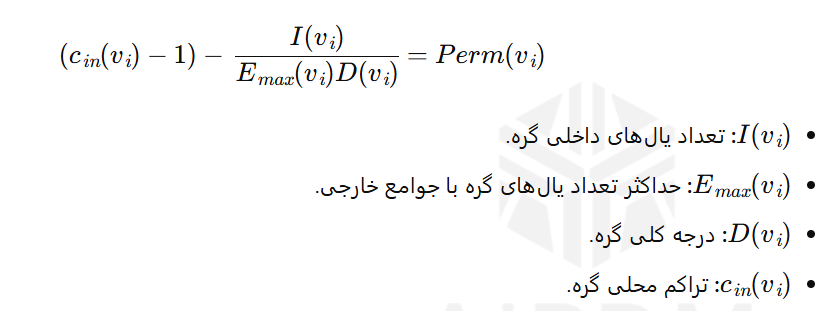 (c_{in}(v_i) − 1) − \frac{I(v_i)}{E_{max}(v_i)D(v_i)} = Perm(v_i)
I(v_i): تعداد یال‌های داخلی گره.
E_{max}(v_i): حداکثر تعداد یال‌های گره با جوامع خارجی.
D(v_i): درجه کلی گره.
c_{in}(v_i): تراکم محلی گره.